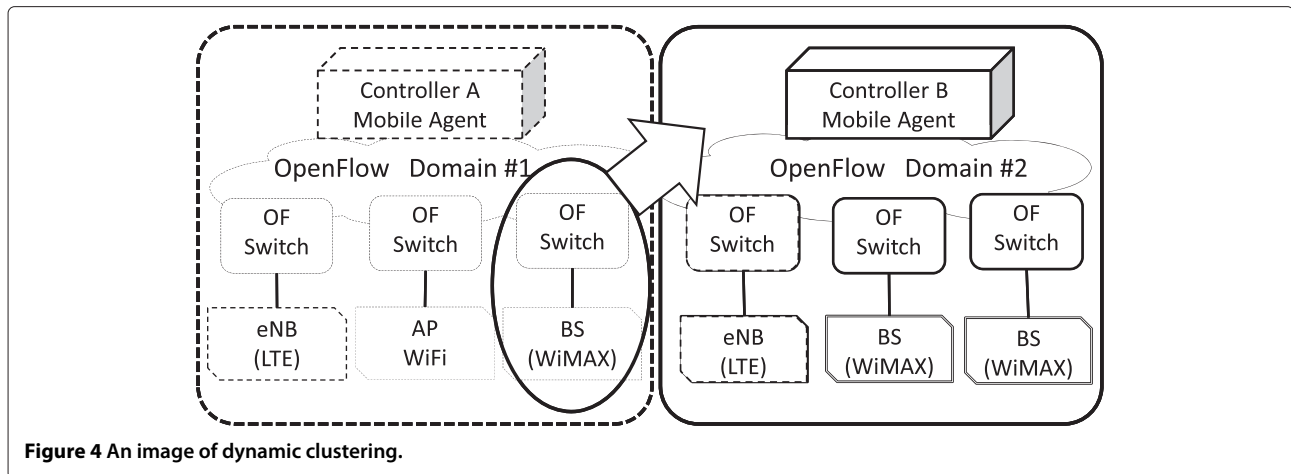 Controller A
Mobile Agent
Controller B
Mobile Agent
OpenFlow Domain #1
OpenFlow Domain #2
OF
Switch
OF
Switch
OF
Switch
OF
Switch
OF
Switch
OF
Switch
eNB
(LTE)
AP
WiFi
BS
(WiMAX)
eNB
(LTE)
BS
(WiMAX)
BS
(WiMAX)
Figure 4 An image of dynamic clustering.